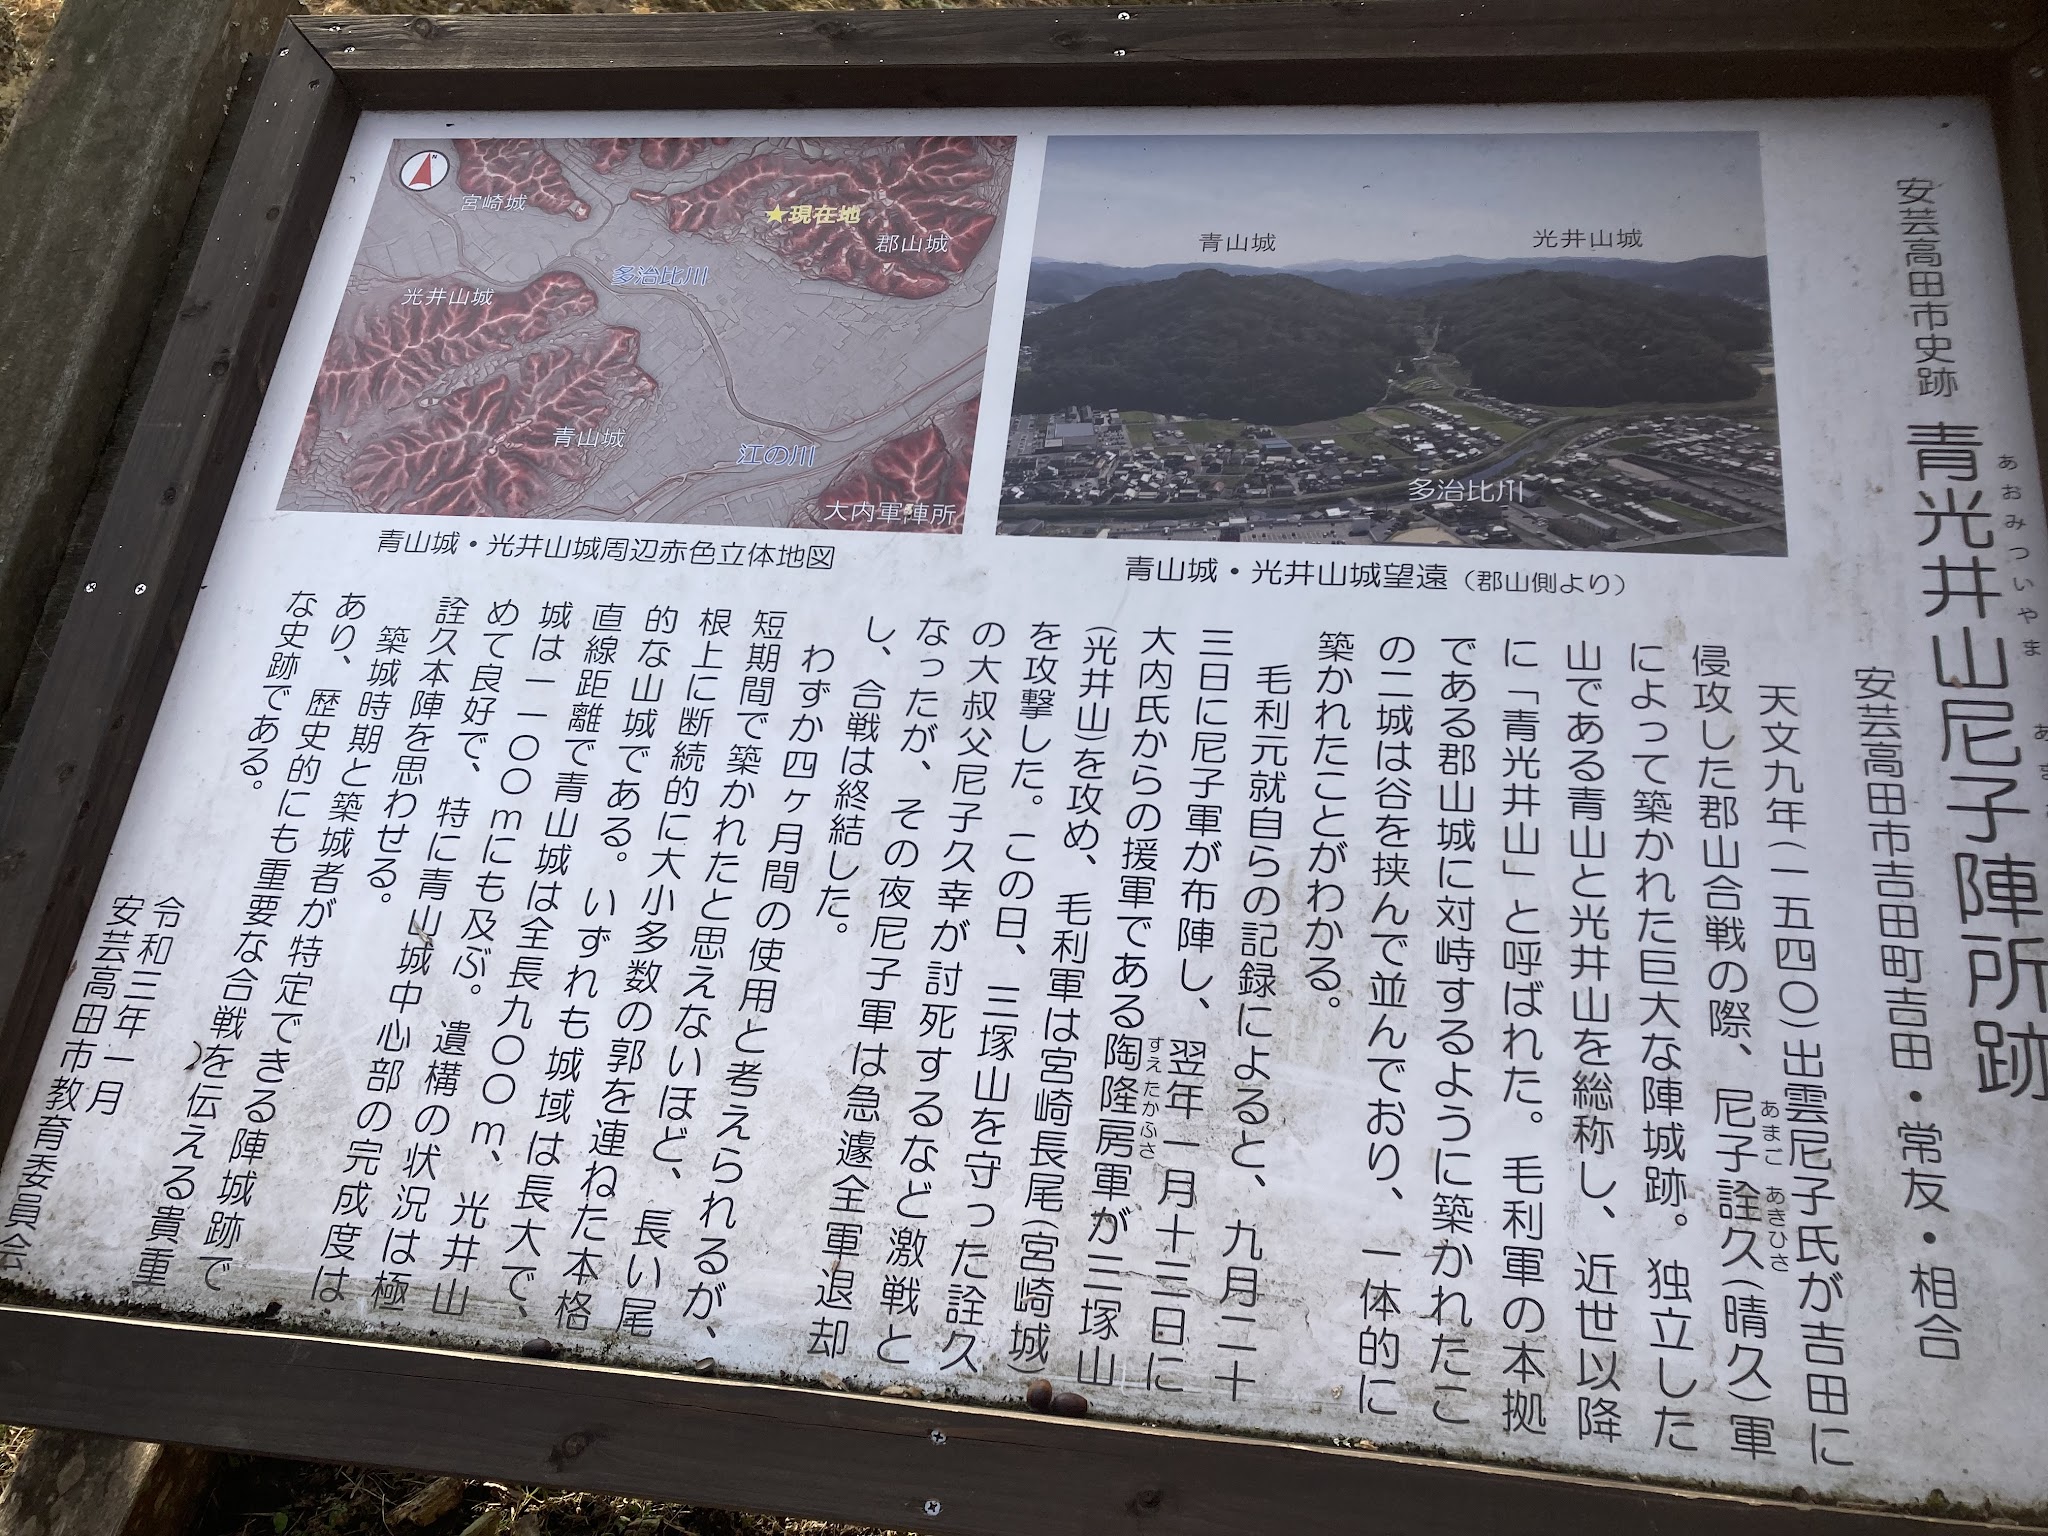 安芸高田市史跡 青光井山尼子陣所跡
あおみついやま
安芸高田市吉田町吉田・常友・相合
天文九年(一五四〇)出雲尼子氏が吉田に
侵攻した郡山合戦の際、尼子詮久(晴久)軍
あまご あきひさ
によって築かれた巨大な陣城跡。独立した
山である青山と光井山を総称し、近世以降
に「青光井山」と呼ばれた。毛利軍の本拠
である郡山城に対峙するように築かれたこ
の二城は谷を挟んで並んでおり、一体的に
築かれたことがわかる。
毛利元就自らの記録によると、九月二十
三日に尼子軍が布陣し、翌年一月十三日に
大内氏からの援軍である陶隆房軍が三塚山
すえたかふさ
(光井山)を攻め、毛利軍は宮崎長尾(宮崎城)
を攻撃した。この日、三塚山を守った詮久
の大叔父尼子久幸が討死するなど激戦と
なったが、その夜尼子軍は急遽全軍退却
し、合戦は終結した。
わずか四ヶ月間の使用と考えられるが、
短期間で築かれたと思えないほど、長い尾
根上に断続的に大小多数の郭を連ねた本格
的な山城である。いずれも城域は長大で、
直線距離で青山城は全長九〇〇m、光井山
城は一一〇〇mにも及ぶ。遺構の状況は極
めて良好で、特に青山城中心部の完成度は
詮久本陣を思わせる。
築城時期と築城者が特定できる陣城跡で
あり、歴史的にも重要な合戦を伝える貴重
な史跡である。
令和三年一月
安芸高田市教育委員会
青山城
光井山城
多治比川
青山城・光井山城望遠(郡山側より)
N
宮崎城
★現在地
郡山城
多治比川
光井山城
青山城
江の川
大内軍陣所
青山城・光井山城周辺赤色立体地図